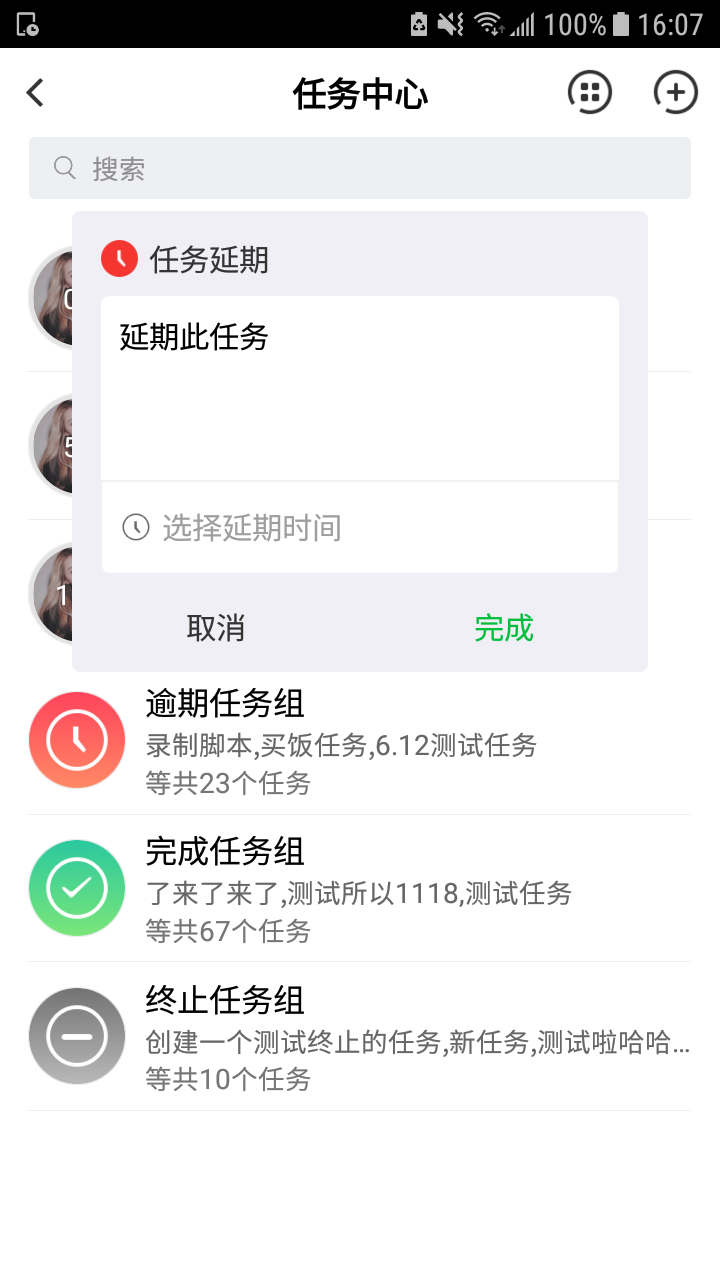 100% 16:07
任务中心
搜索
任务延期
延期此任务
选择延期时间
取消 完成
逾期任务组
录制脚本,买饭任务,6.12测试任务
等共23个任务
完成任务组
了来了来了,测试所以1118,测试任务
等共67个任务
终止任务组
创建一个测试终止的任务,新任务,测试啦哈哈...
等共10个任务